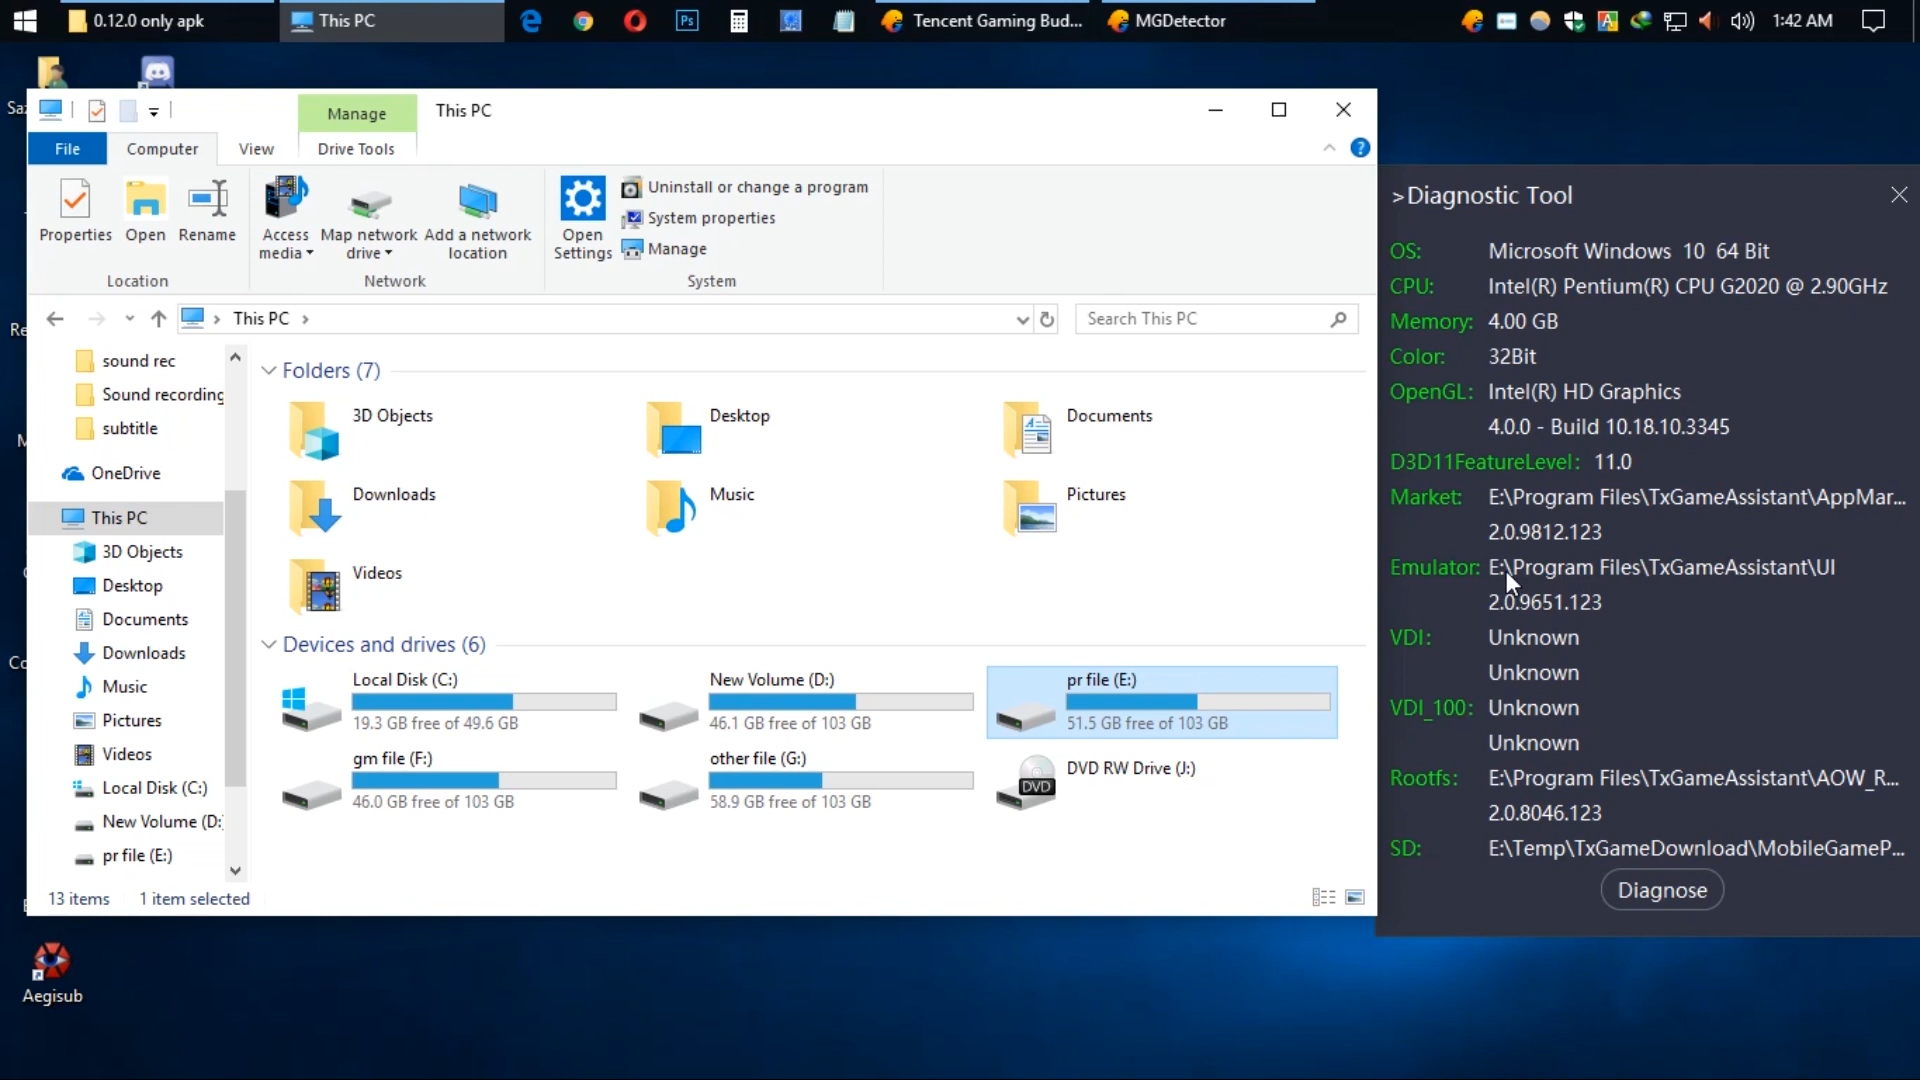 0.12.0 only apk
This PC
Ps
Tencent Gaming Bud...
MGDetector
1:42 AM
Manage
This PC
File
Computer
View
Drive Tools
Properties
Open
Rename
Access media
Map network drive
Add a network location
Open Settings
Uninstall or change a program
System properties
Manage
Location
Network
System
This PC
Search This PC
sound rec
Sound recording
subtitle
OneDrive
This PC
3D Objects
Desktop
Documents
Downloads
Music
Pictures
Videos
Local Disk (C:)
New Volume (D:
pr file (E:)
Folders (7)
3D Objects
Desktop
Documents
Downloads
Music
Pictures
Videos
Devices and drives (6)
Local Disk (C:)
19.3 GB free of 49.6 GB
New Volume (D:)
46.1 GB free of 103 GB
pr file (E:)
51.5 GB free of 103 GB
gm file (F:)
46.0 GB free of 103 GB
other file (G:)
58.9 GB free of 103 GB
DVD RW Drive (J:)
DVD
13 items
1 item selected
>Diagnostic Tool
OS: Microsoft Windows 10 64 Bit
CPU: Intel(R) Pentium(R) CPU G2020 @ 2.90GHz
Memory: 4.00 GB
Color: 32Bit
OpenGL: Intel(R) HD Graphics
4.0.0 - Build 10.18.10.3345
D3D11FeatureLevel: 11.0
Market: E:\Program Files\TxGameAssistant\AppMar...
2.0.9812.123
Emulator: E:\Program Files\TxGameAssistant\UI
2.0.9651.123
VDI: Unknown
Unknown
VDI_100: Unknown
Unknown
Rootfs: E:\Program Files\TxGameAssistant\AOW_R...
2.0.8046.123
SD: E:\Temp\TxGameDownload\MobileGameP...
Diagnose
Aegisub